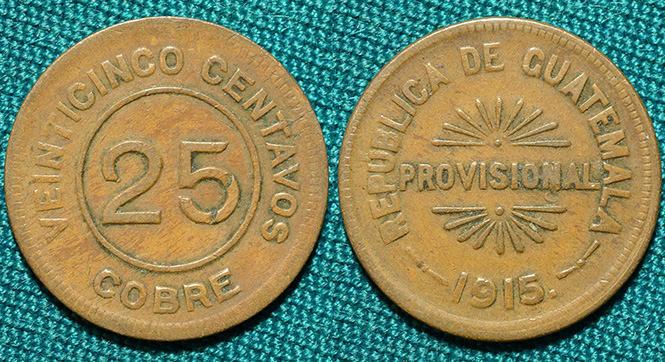 VEINTICINCO CENTAVOS
25
COBRE
REPUBLICA DE GUATEMALA
PROVISIONAL
1915.